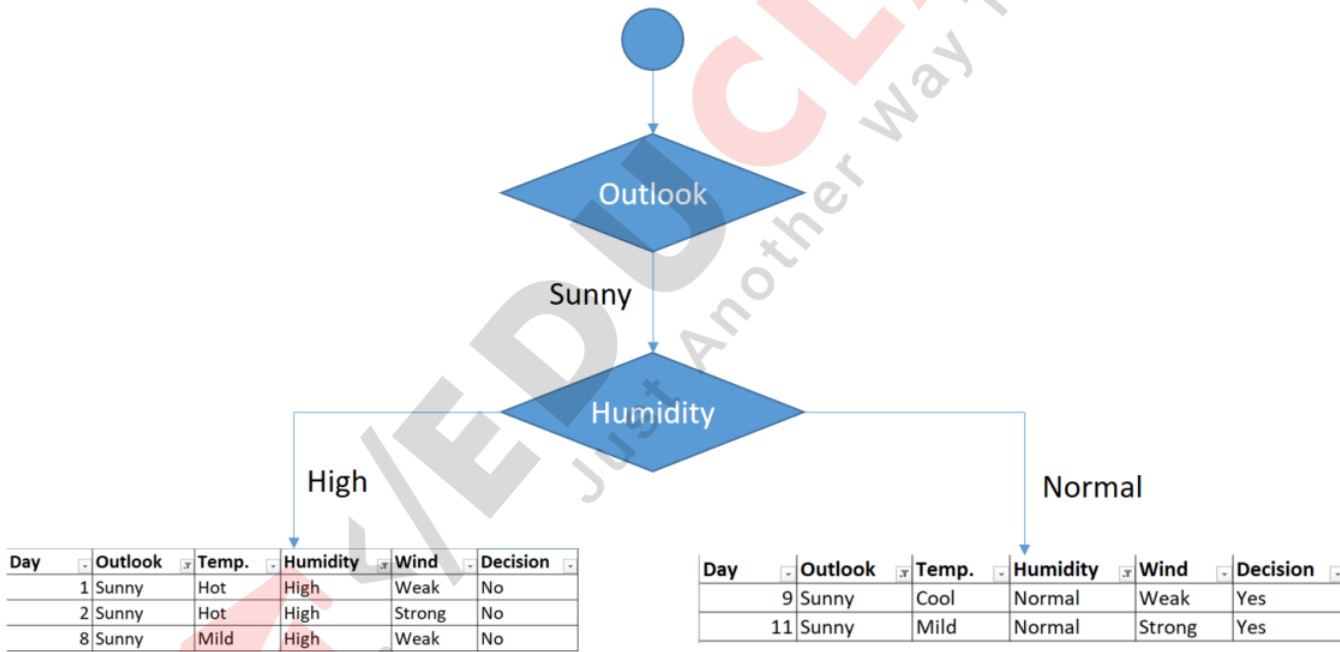 Outlook
Sunny
Humidity
High
Normal
Day Outlook Temp. Humidity Wind Decision
1 Sunny Hot High Weak No
2 Sunny Hot High Strong No
8 Sunny Mild High Weak No
Day Outlook Temp. Humidity Wind Decision
9 Sunny Cool Normal Weak Yes
11 Sunny Mild Normal Strong Yes
/EDUCL
Just Another Way T